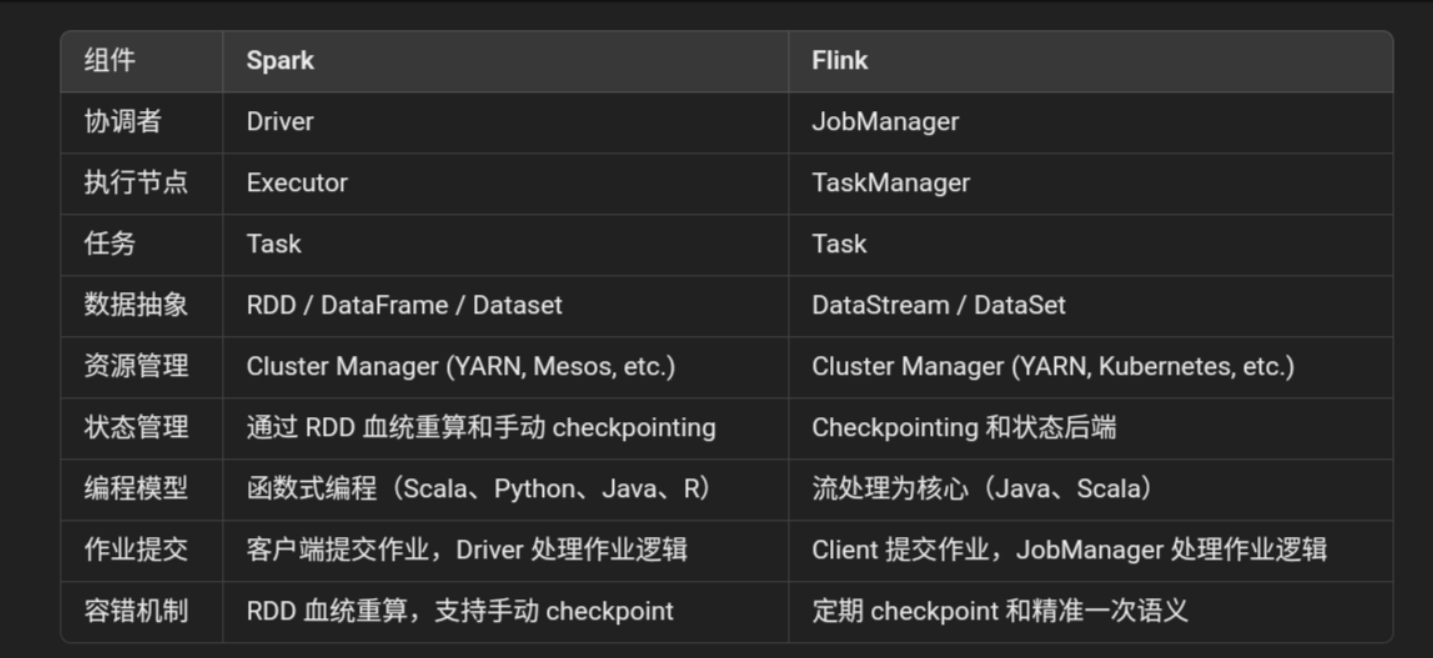 组件 Spark Flink
协调者 Driver JobManager
执行节点 Executor TaskManager
任务 Task Task
数据抽象 RDD / DataFrame / Dataset DataStream / DataSet
资源管理 Cluster Manager (YARN, Mesos, etc.) Cluster Manager (YARN, Kubernetes, etc.)
状态管理 通过 RDD 血统重算和手动 checkpointing Checkpointing 和状态后端
编程模型 函数式编程（Scala、Python、Java、R） 流处理为核心（Java、Scala）
作业提交 客户端提交作业，Driver 处理作业逻辑 Client 提交作业，JobManager 处理作业逻辑
容错机制 RDD 血统重算，支持手动 checkpoint 定期 checkpoint 和精准一次语义